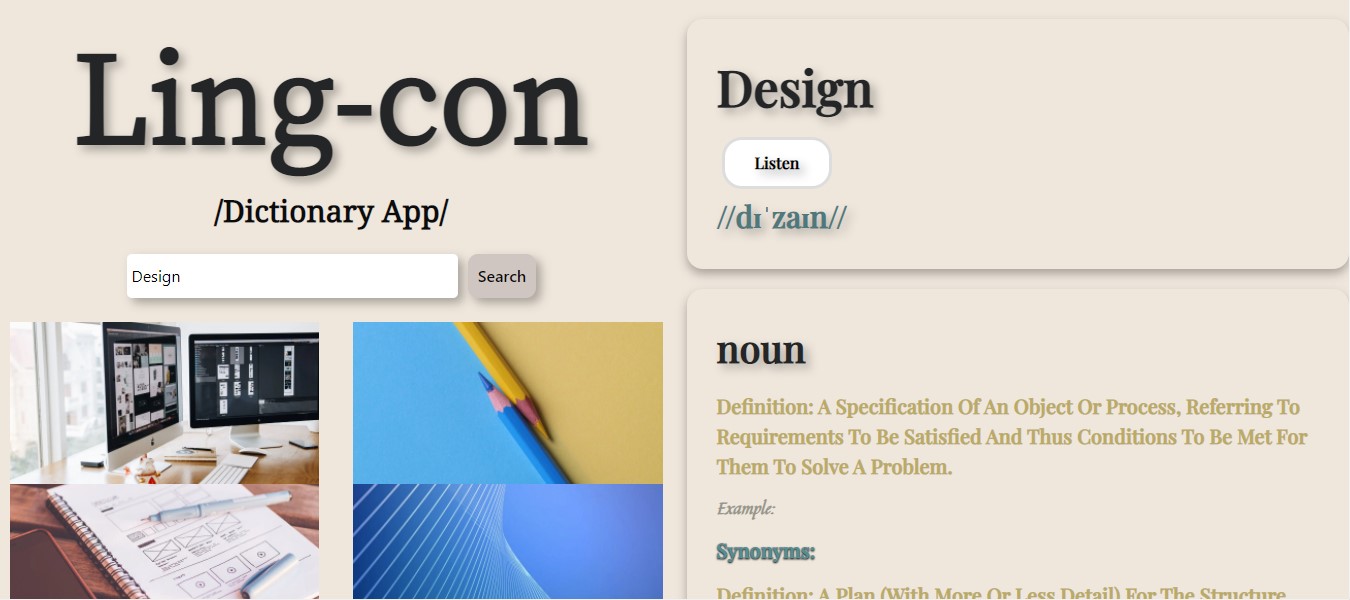 Ling-con
/Dictionary App/
Design
Search
Design
Listen
//dɪˈzaɪn//
noun
Definition: A Specification Of An Object Or Process, Referring To
Requirements To Be Satisfied And Thus Conditions To Be Met For
Them To Solve A Problem.
Example:
Synonyms:
Definition: A Plan (With More Or Less Detail) For The Structure